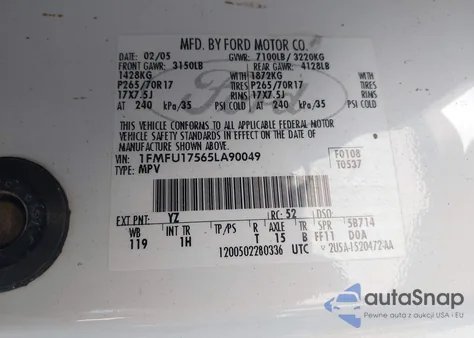 MFD. BY FORD MOTOR CO.
DATE: 02/05 GVWR: 7100LB / 3220KG
FRONT GAWR: 3150LB REAR GAWR: 4128LB
1428KG WITH 1872KG WITH
P265/70R17 TIRES P265/70R17 TIRES
17X7.5J RIMS 17X7.5J RIMS
AT 240 kPa/35 PSI COLD AT 240 kPa/35 PSI COLD
THIS VEHICLE CONFORMS TO ALL APPLICABLE FEDERAL MOTOR
VEHICLE SAFETY STANDARDS IN EFFECT ON THE DATE OF
MANUFACTURE SHOWN ABOVE.
VIN: 1FMFU17565LA90049 F0108
TYPE: MPV T0537
EXT PNT: YZ RC: 52 DSO:
WB INT TR TP/PS R AXLE TR SPR 5B714
119 1H T 15 B FF11 D0A
1200502280336 UTC 2U5A-1520472-AA
Ford
autoSnap
Pewne auta z aukcji USA i EU